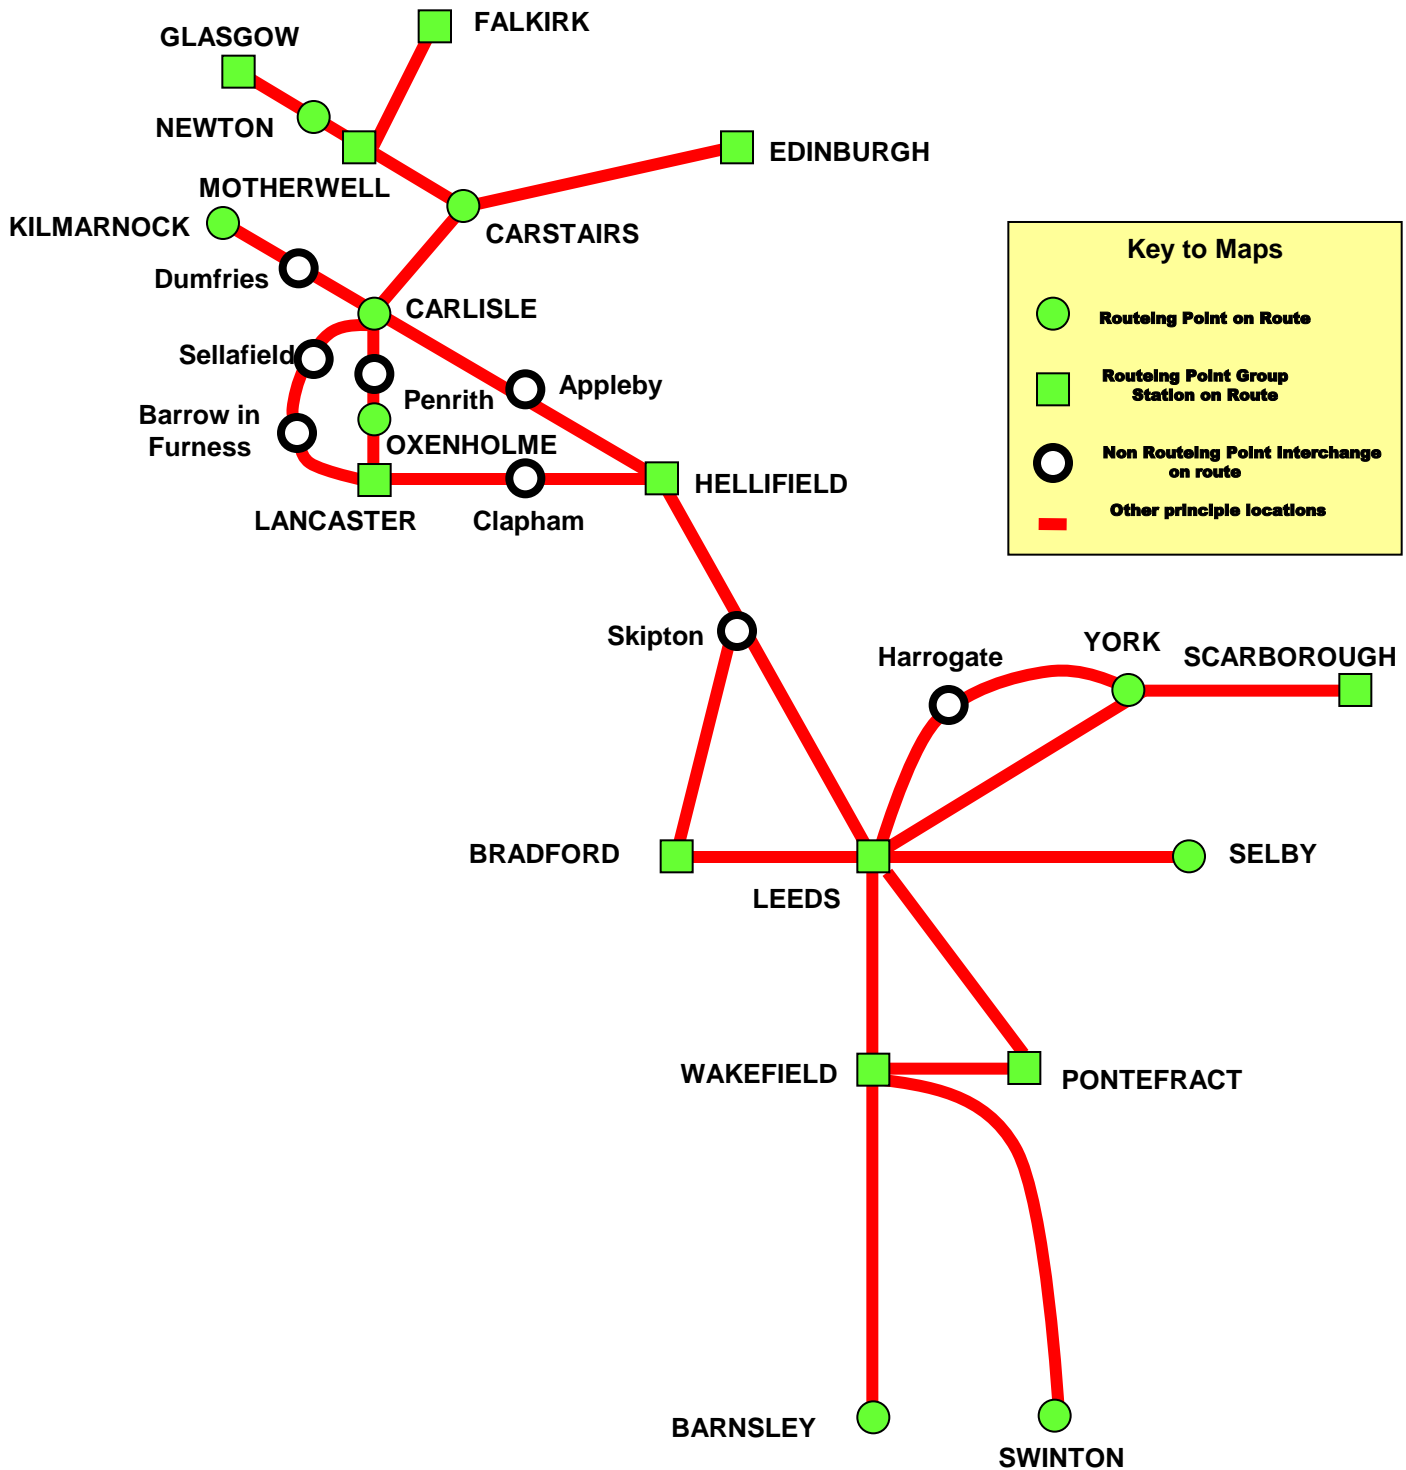 FALKIRK
GLASGOW
NEWTON
EDINBURGH
MOTHERWELL
KILMARNOCK
CARSTAIRS
Dumfries
CARLISLE
Sellafield
Appleby
Penrith
Barrow in
Furness
OXENHOLME
HELLIFIELD
LANCASTER
Clapham
Key to Maps
Routeing Point on Route
Routeing Point Group
Station on Route
Non Routeing Point Interchange
on route
Other principle locations
Skipton
Harrogate
YORK
SCARBOROUGH
BRADFORD
SELBY
LEEDS
WAKEFIELD
PONTEFRACT
BARNSLEY
SWINTON